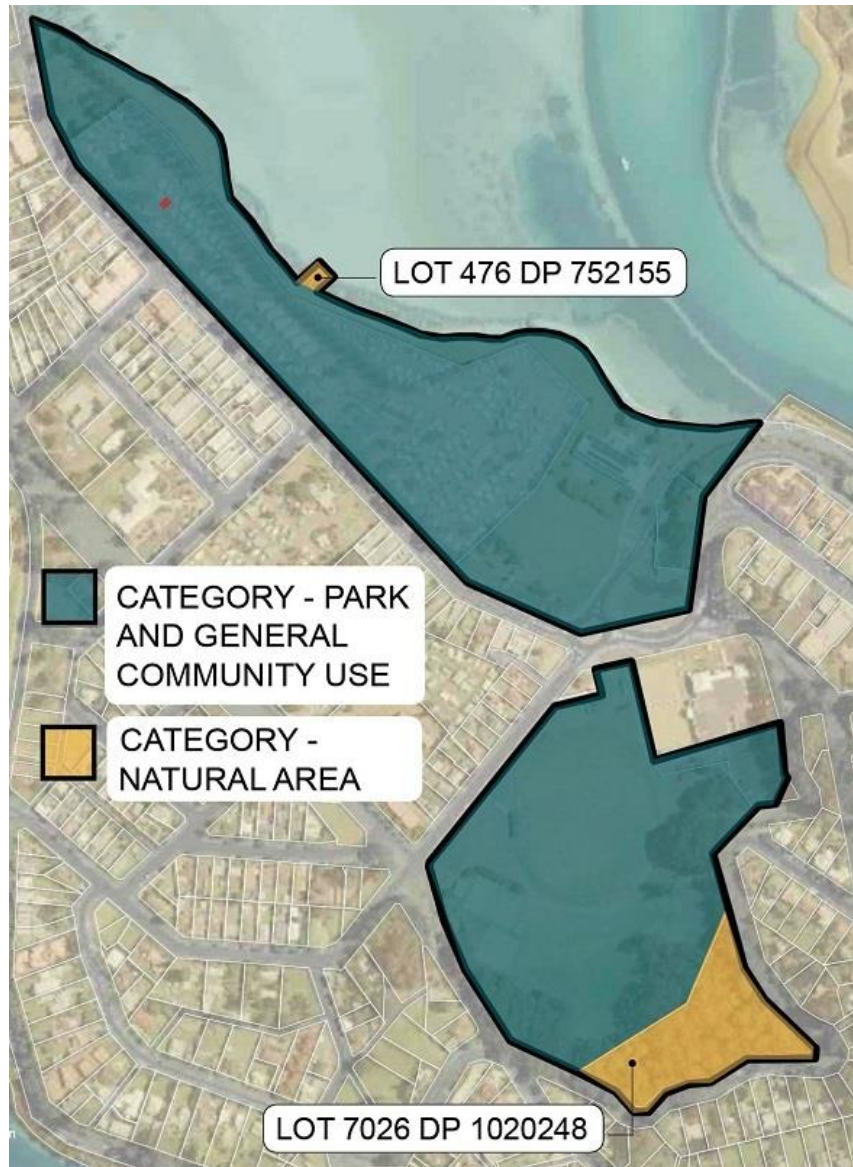 LOT 476 DP 752155
CATEGORY - PARK
AND GENERAL
COMMUNITY USE
CATEGORY -
NATURAL AREA
LOT 7026 DP 1020248